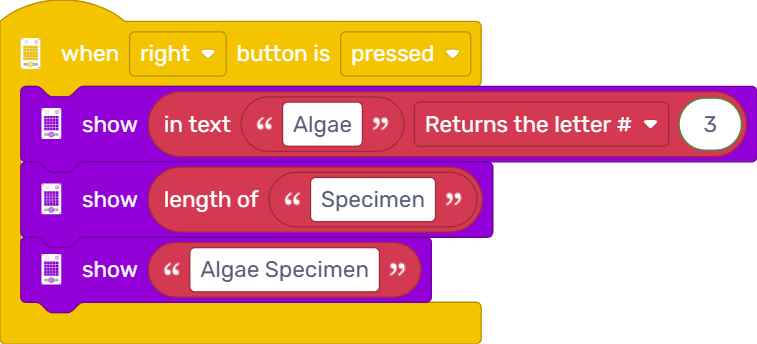 when right button is pressed
show in text “ Algae ” Returns the letter # 3
show length of “ Specimen ”
show “ Algae Specimen ”